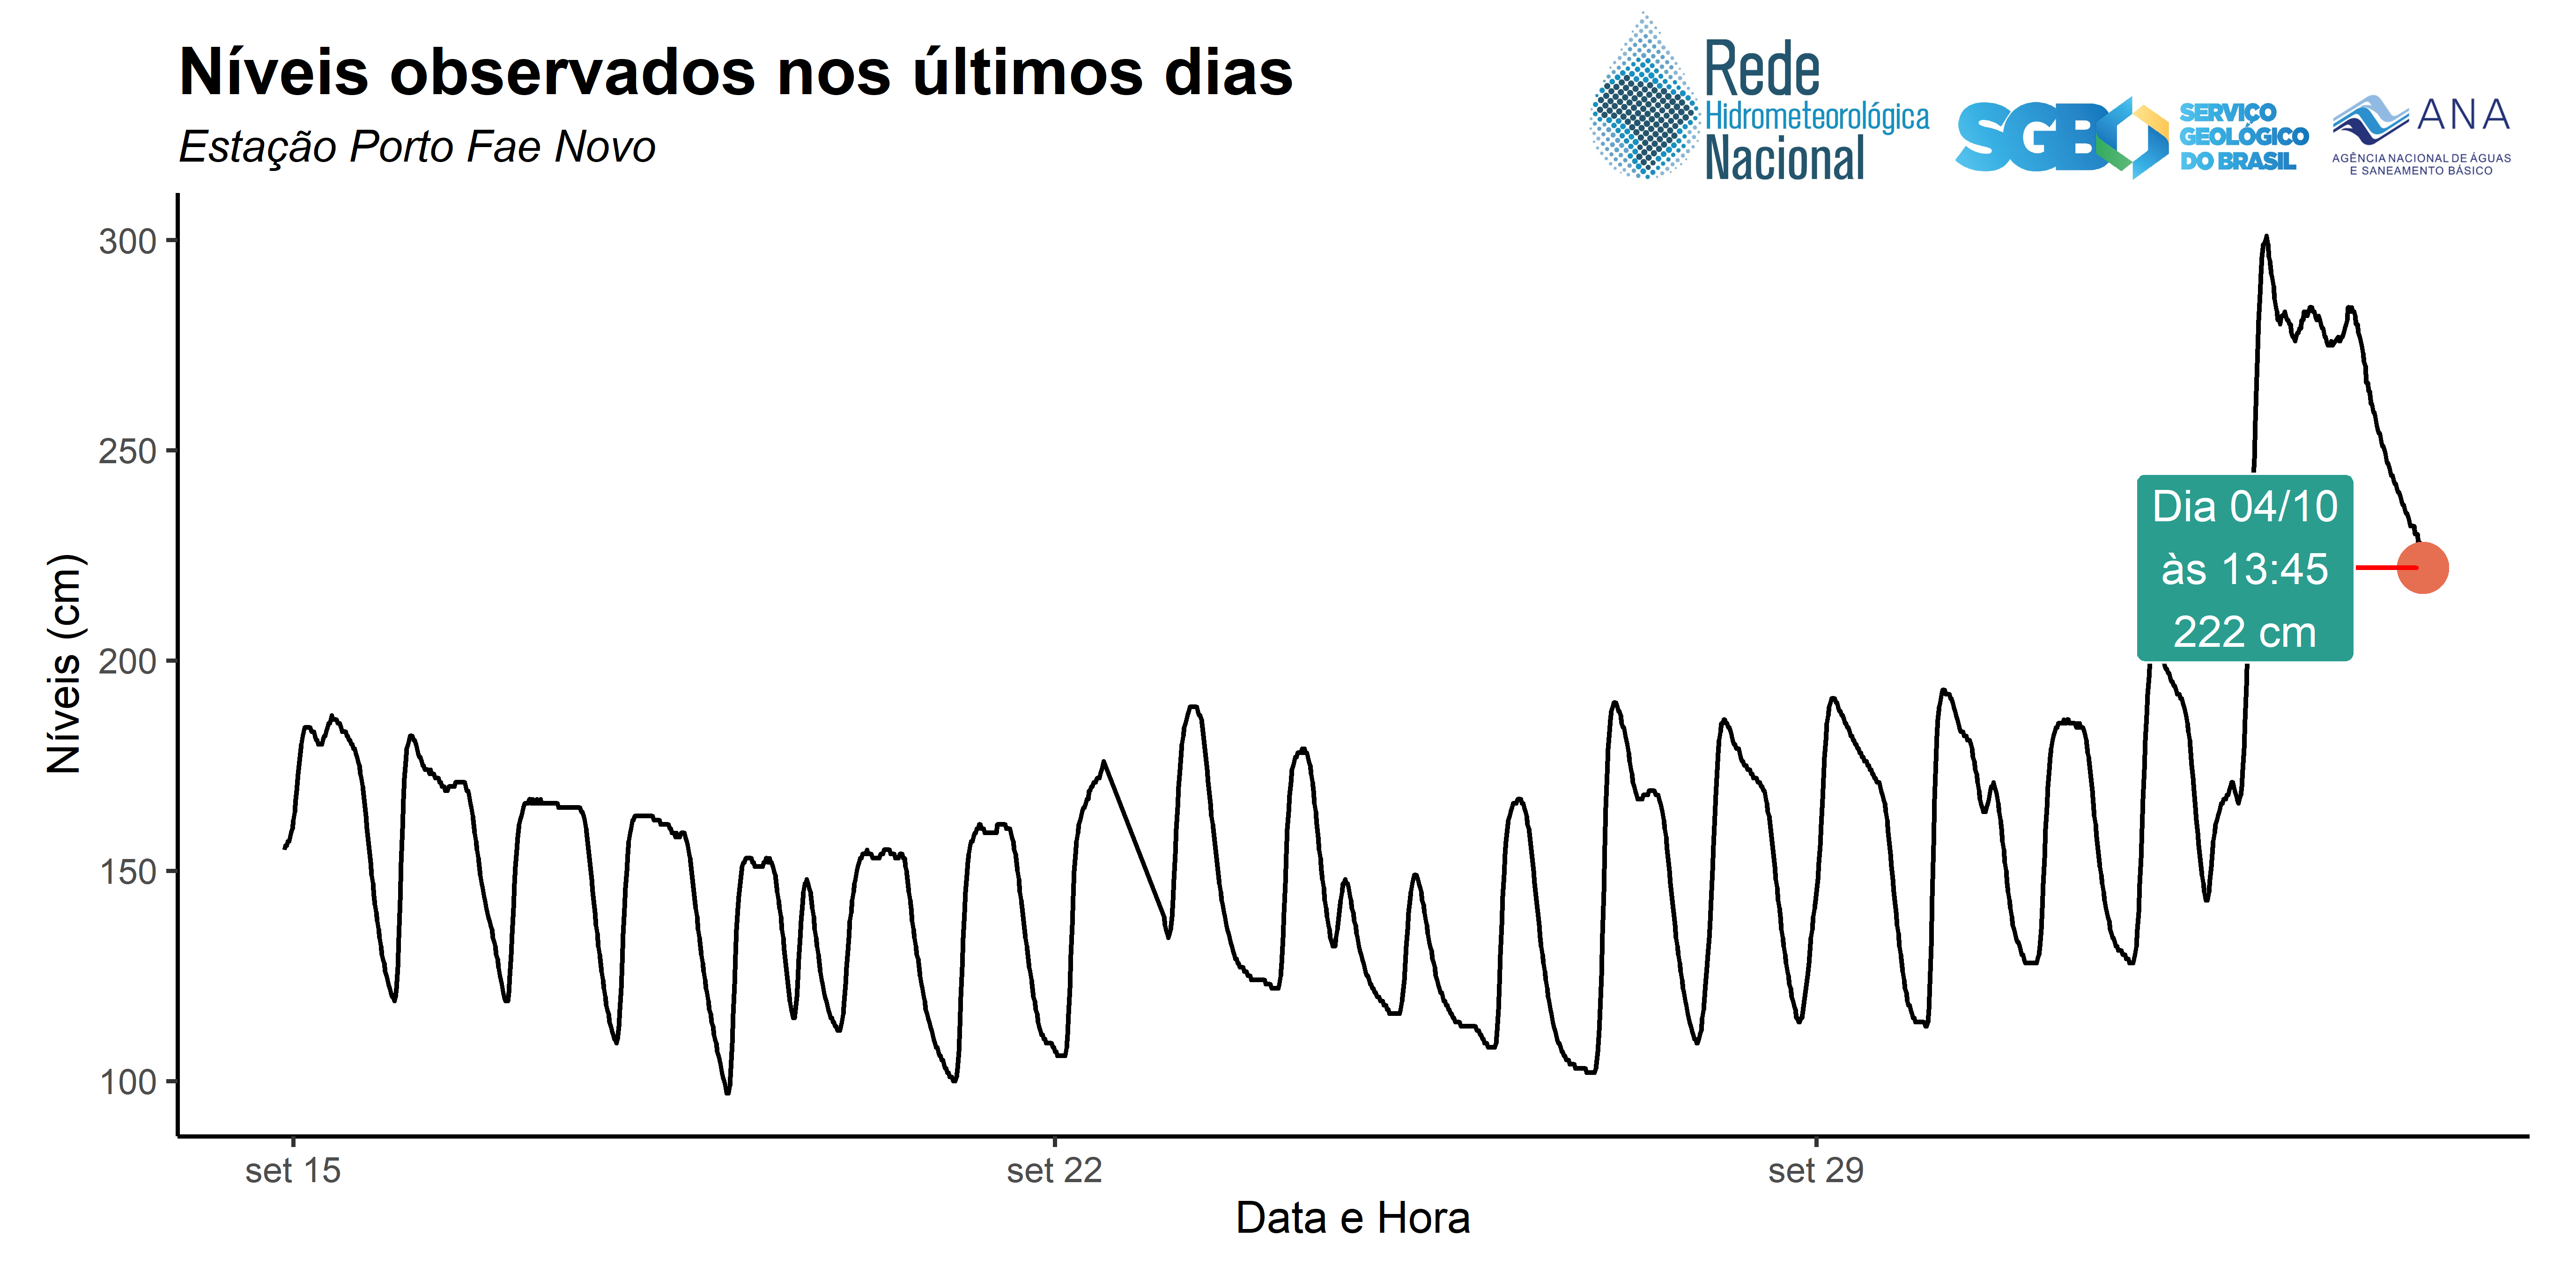 Níveis observados nos últimos dias
Estação Porto Fae Novo
Rede
Hidrometeorológica
Nacional
SGB
SERVIÇO
GEOLÓGICO
DO BRASIL
ANA
AGÊNCIA NACIONAL DE ÁGUAS
E SANEAMENTO BÁSICO
300
250
200
150
100
Níveis (cm)
Dia 04/10
às 13:45
222 cm
set 15
set 22
set 29
Data e Hora